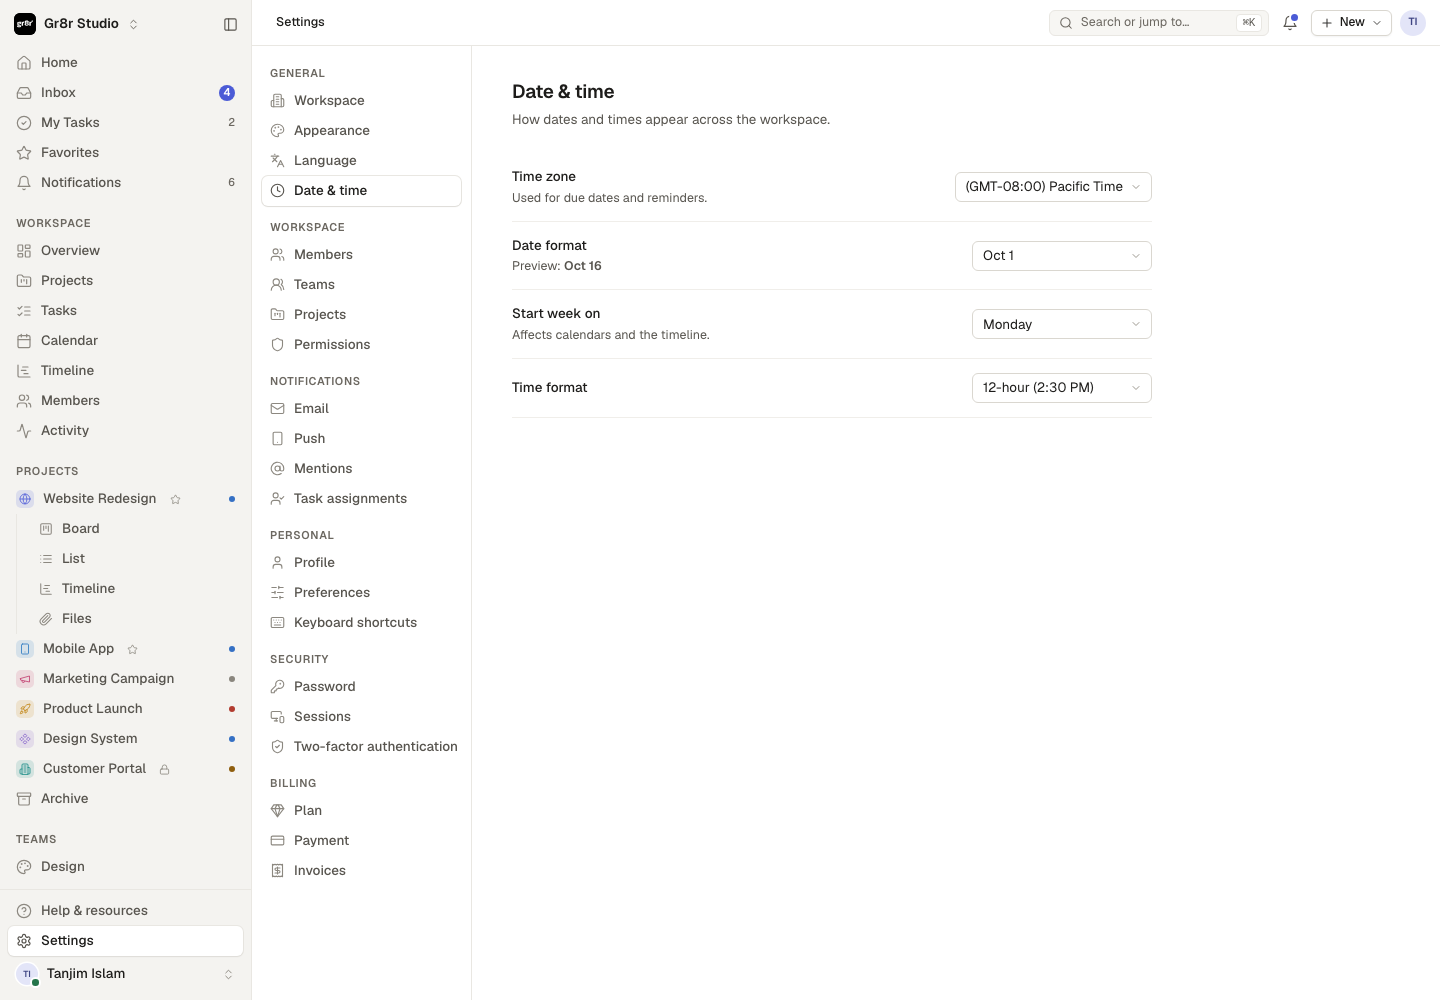 gr8r
Gr8r Studio
Home
Inbox
4
My Tasks
2
Favorites
Notifications
6
WORKSPACE
Overview
Projects
Tasks
Calendar
Timeline
Members
Activity
PROJECTS
Website Redesign
Board
List
Timeline
Files
Mobile App
Marketing Campaign
Product Launch
Design System
Customer Portal
Archive
TEAMS
Design
Help & resources
Settings
TI
Tanjim Islam
Settings
Search or jump to...
⌘K
New
TI
GENERAL
Workspace
Appearance
Language
Date & time
WORKSPACE
Members
Teams
Projects
Permissions
NOTIFICATIONS
Email
Push
Mentions
Task assignments
PERSONAL
Profile
Preferences
Keyboard shortcuts
SECURITY
Password
Sessions
Two-factor authentication
BILLING
Plan
Payment
Invoices
Date & time
How dates and times appear across the workspace.
Time zone
Used for due dates and reminders.
(GMT-08:00) Pacific Time
Date format
Preview: Oct 16
Oct 1
Start week on
Affects calendars and the timeline.
Monday
Time format
12-hour (2:30 PM)